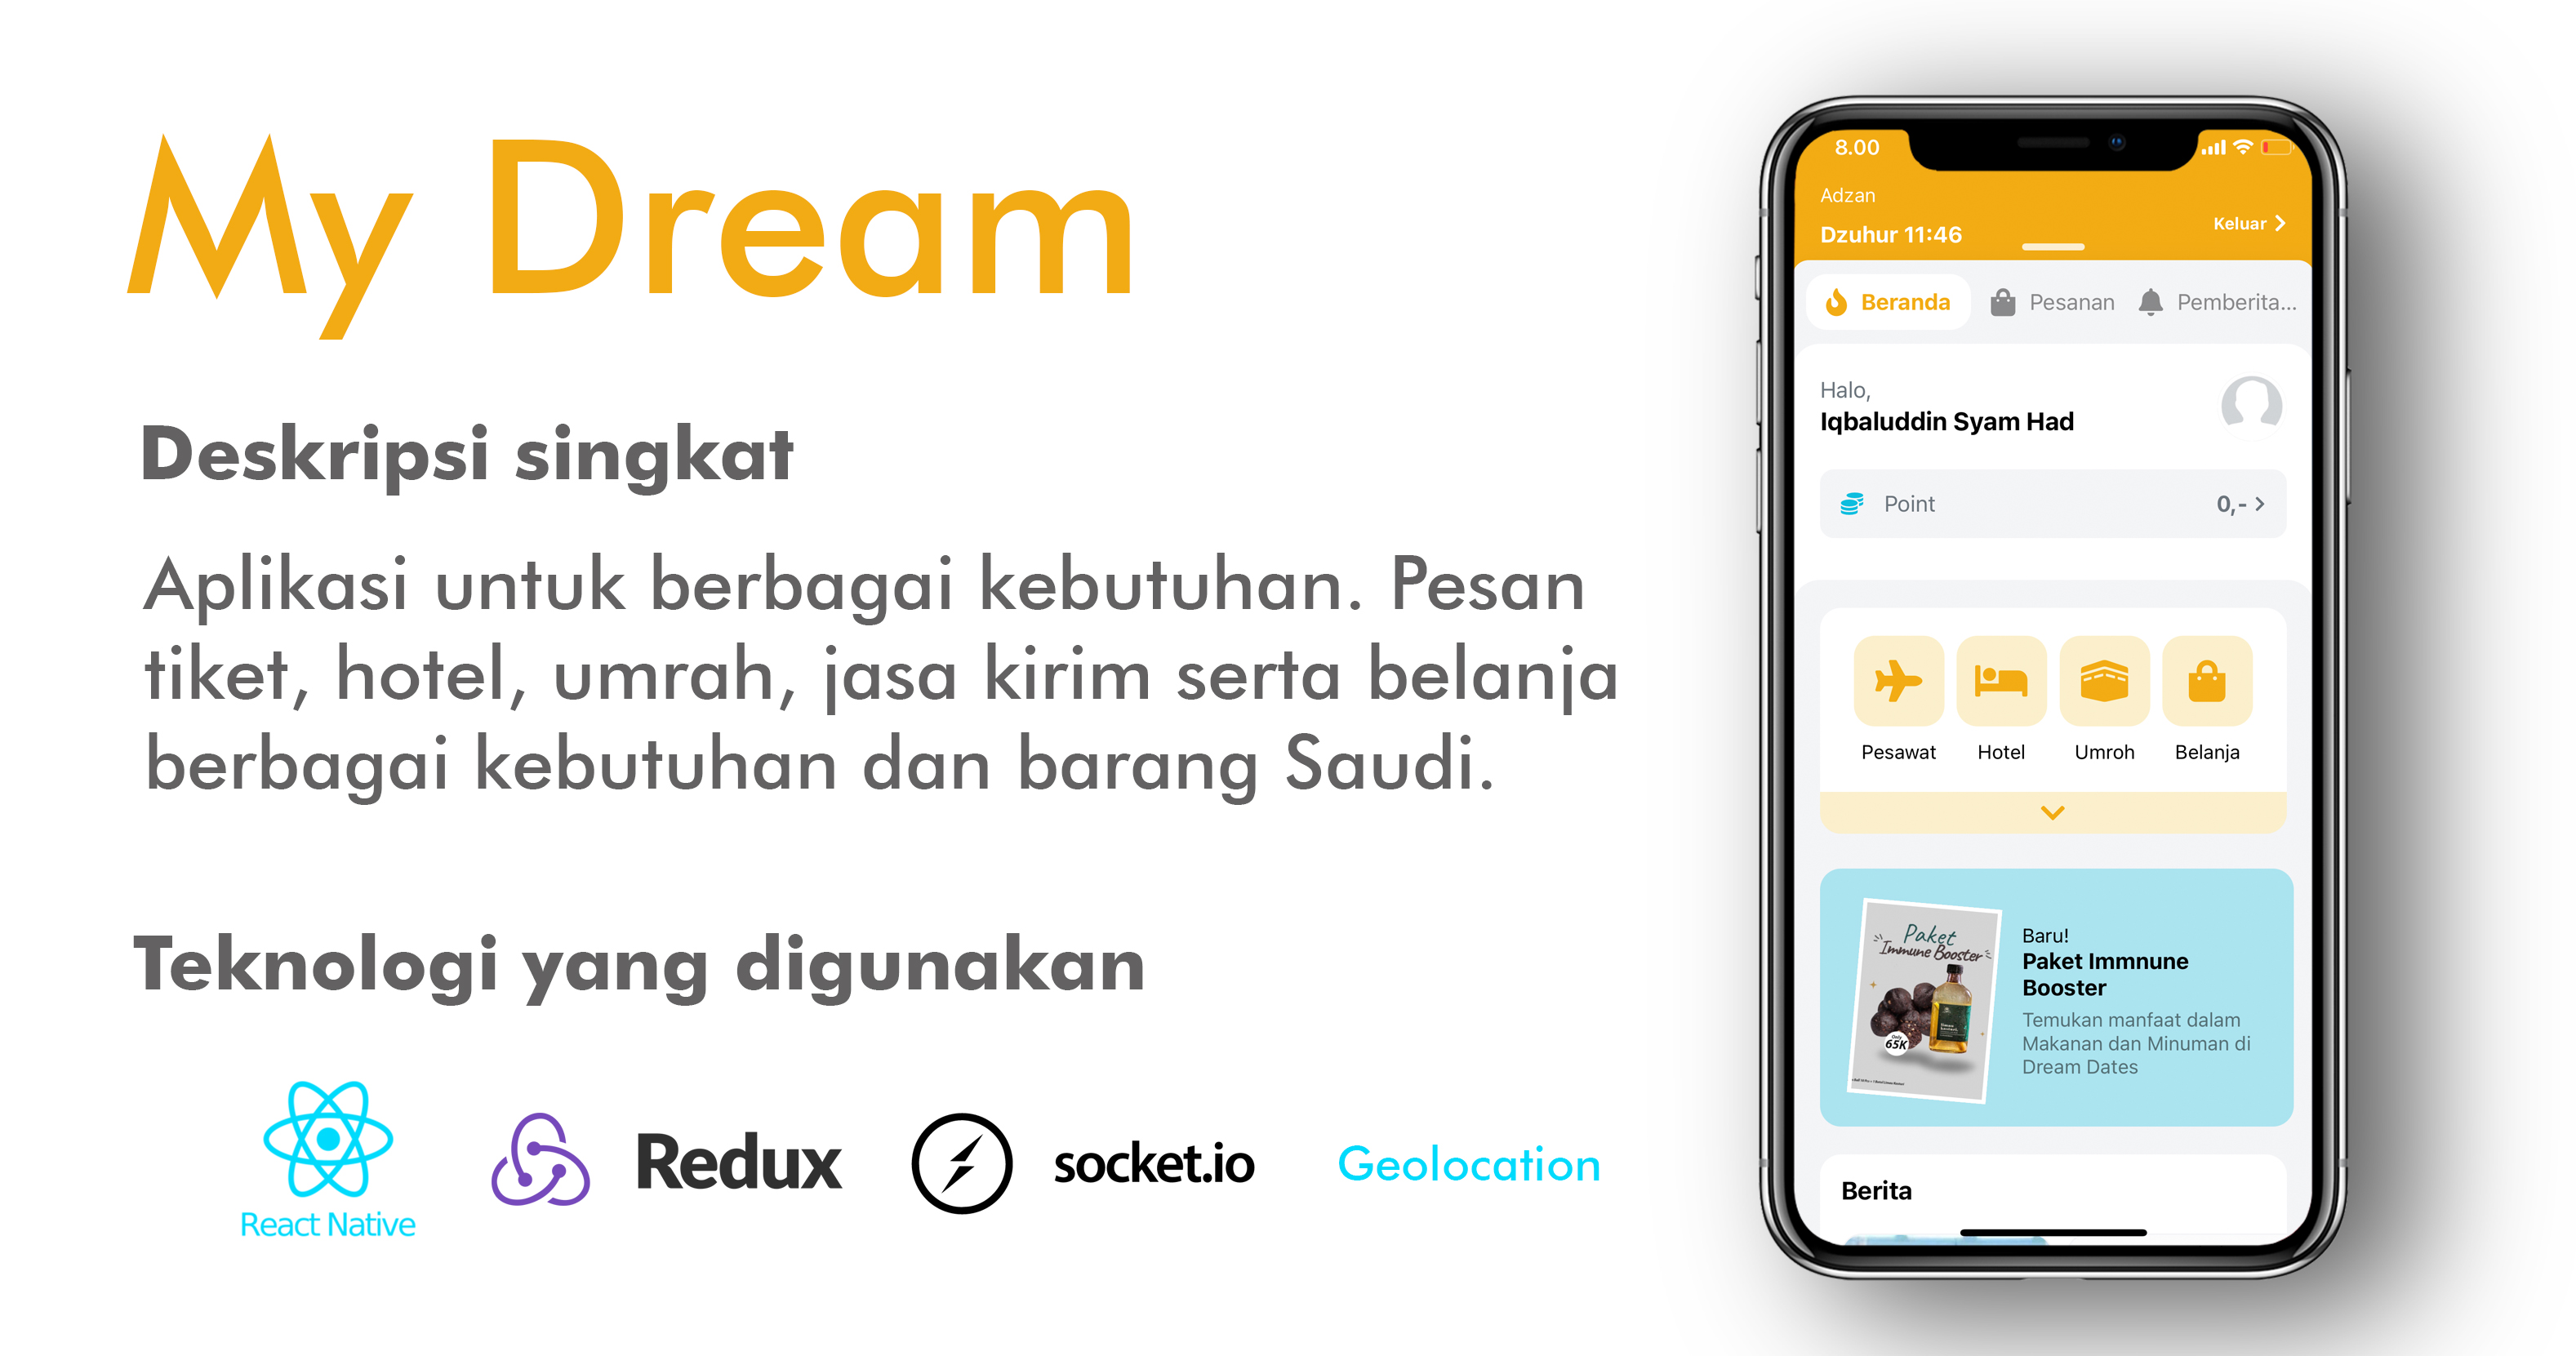 My Dream
Deskripsi singkat
Aplikasi untuk berbagai kebutuhan. Pesan
tiket, hotel, umrah, jasa kirim serta belanja
berbagai kebutuhan dan barang Saudi.
Teknologi yang digunakan
React Native
Redux
socket.io
Geolocation
8.00
Adzan
Dzuhur 11:46
Keluar
Beranda
Pesanan
Pemberita...
Halo,
Iqbaluddin Syam Had
Point
0,-
Pesawat
Hotel
Umroh
Belanja
Paket
Immune Booster
Only
65K
Baru!
Paket Immnune
Booster
Temukan manfaat dalam
Makanan dan Minuman di
Dream Dates
Berita